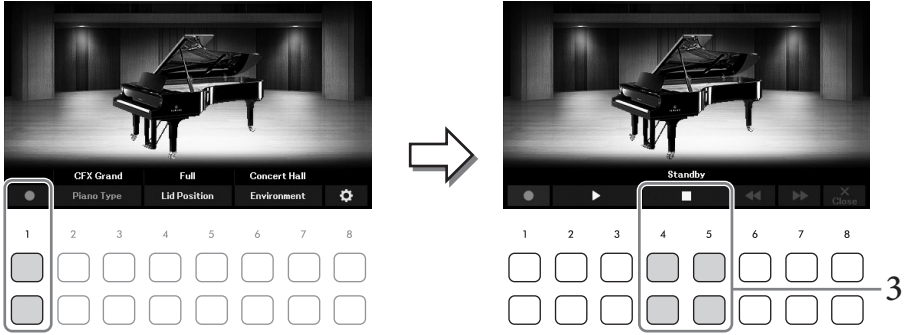 CFX Grand Full Concert Hall
Piano Type Lid Position Environment
1 2 3 4 5 6 7 8
Standby
Close
1 2 3 4 5 6 7 8
3